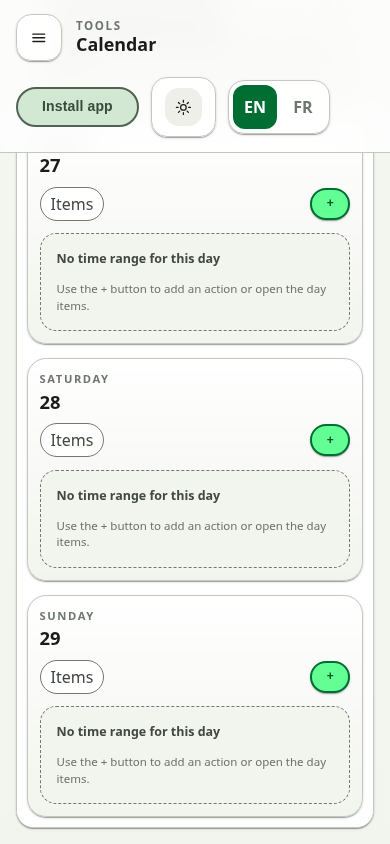 TOOLS
Calendar
Install app
EN
FR
27
Items
+
No time range for this day
Use the + button to add an action or open the day
items.
SATURDAY
28
Items
+
No time range for this day
Use the + button to add an action or open the day
items.
SUNDAY
29
Items
+
No time range for this day
Use the + button to add an action or open the day
items.